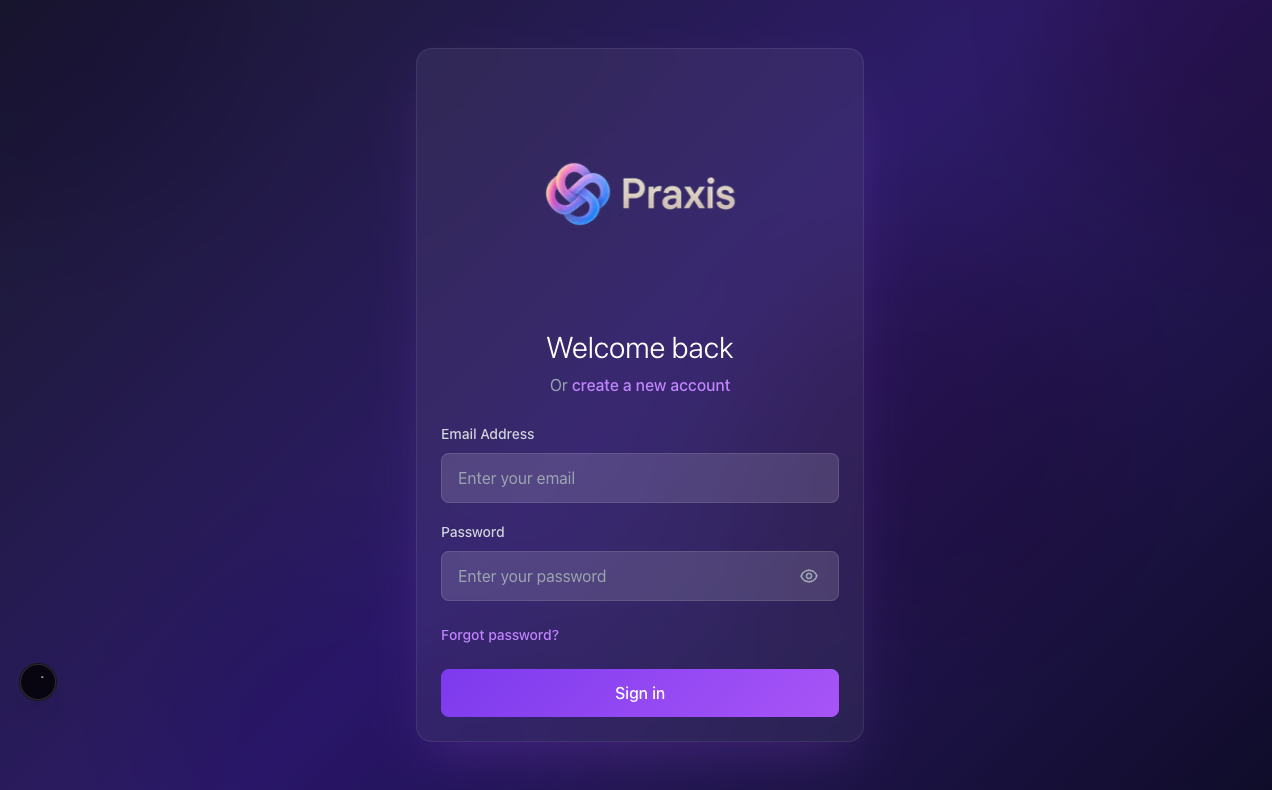 Praxis
Welcome back
Or create a new account
Email Address
Enter your email
Password
Enter your password
Forgot password?
Sign in